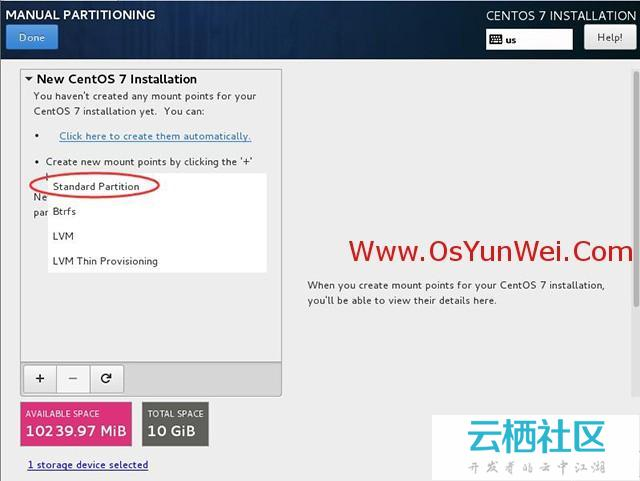 MANUAL PARTITIONING
CENTOS 7 INSTALLATION
Done
us
Help!
New CentOS 7 Installation
You haven't created any mount points for your
CentOS 7 installation yet. You can:
Click here to create them automatically.
Create new mount points by clicking the '+'
Standard Partition
Ne
par
Btrfs
LVM
LVM Thin Provisioning
Www.OsYunWei.Com
When you create mount points for your CentOS 7 installation,
you'll be able to view their details here.
+ −
AVAILABLE SPACE
10239.97 MiB
TOTAL SPACE
10 GiB
1 storage device selected
云栖社区
开发者的云中江湖